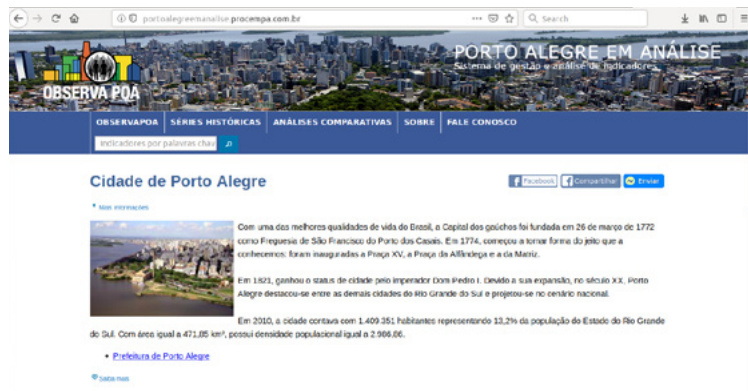 portoalegreemanalise.procempa.com.br
Search
OBSERVA POA
PORTO ALEGRE EM ANÁLISE
Sistema de gestão e análise de indicadores
OBSERVAPOA SÉRIES HISTÓRICAS ANÁLISES COMPARATIVAS SOBRE FALE CONOSCO
Indicadores por palavras chav
Cidade de Porto Alegre
Facebook Compartilhar Enviar
Mais informações
Com uma das melhores qualidades de vida do Brasil, a Capital dos gaúchos foi fundada em 26 de março de 1772
como Freguesia de São Francisco do Porto dos Casais. Em 1774, começou a tomar forma do jeito que a
conhecemos: foram inauguradas a Praça XV, a Praça da Alfândega e a da Matriz.
Em 1821, ganhou o status de cidade pelo imperador Dom Pedro I. Devido a sua expansão, no século XX, Porto
Alegre destacou-se entre as demais cidades do Rio Grande do Sul e projetou-se no cenário nacional.
Em 2010, a cidade contava com 1.409.351 habitantes representando 13,2% da população do Estado do Rio Grande
do Sul. Com área igual a 471,85 km², possui densidade populacional igual a 2.986,86.
Prefeitura de Porto Alegre
Saiba mais